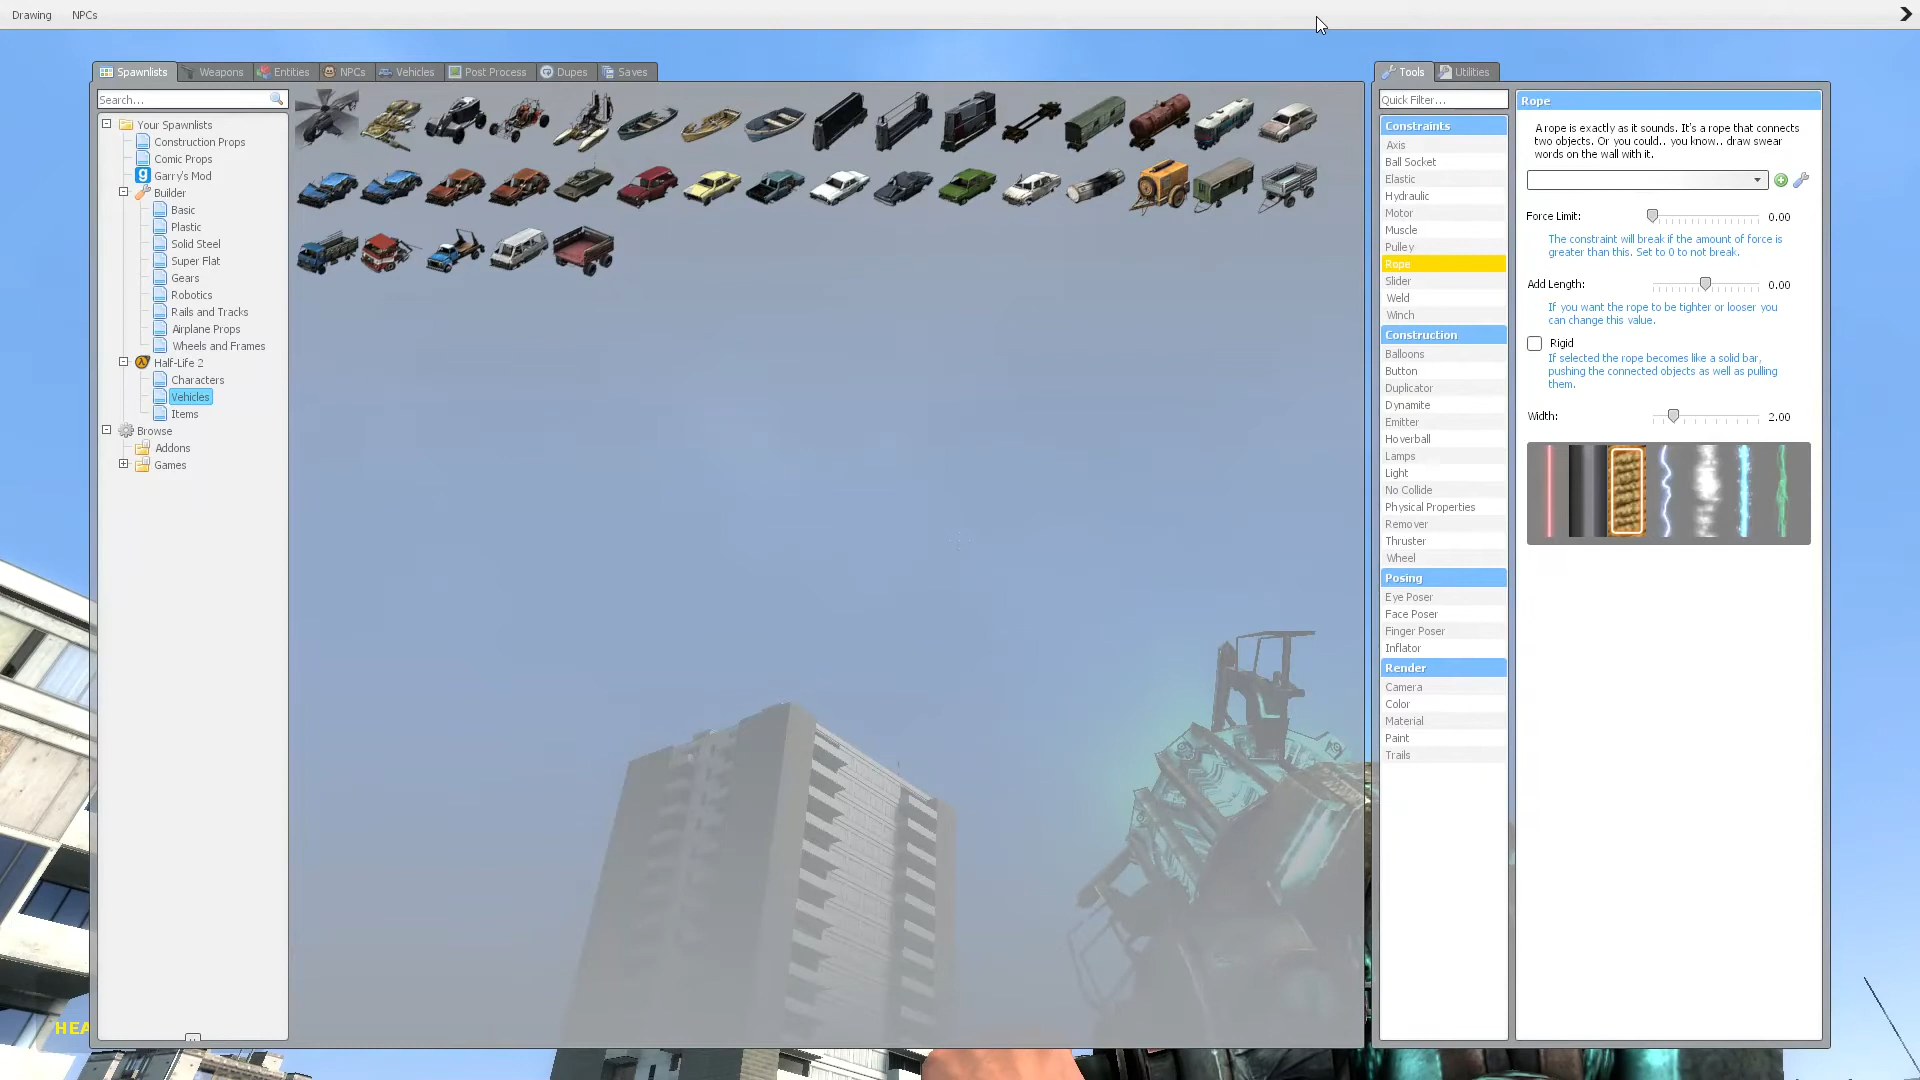 Drawing NPCs
Spawnlists Weapons Entities NPCs Vehicles Post Process Dupes Saves
Search...
Your Spawnlists
Construction Props
Comic Props
Garry's Mod
Builder
Basic
Plastic
Solid Steel
Super Flat
Gears
Robotics
Rails and Tracks
Airplane Props
Wheels and Frames
Half-Life 2
Characters
Vehicles
Items
Browse
Addons
Games
HEA
Tools Utilities
Quick Filter...
Constraints
Axis
Ball Socket
Elastic
Hydraulic
Motor
Muscle
Pulley
Rope
Slider
Weld
Winch
Construction
Balloons
Button
Duplicator
Dynamite
Emitter
Hoverball
Lamps
Light
No Collide
Physical Properties
Remover
Thruster
Wheel
Posing
Eye Poser
Face Poser
Finger Poser
Inflator
Render
Camera
Color
Material
Paint
Trails
Rope
A rope is exactly as it sounds. It's a rope that connects
two objects. Or you could.. you know.. draw swear
words on the wall with it.
Force Limit: 0.00
The constraint will break if the amount of force is
greater than this. Set to 0 to not break.
Add Length: 0.00
If you want the rope to be tighter or looser you
can change this value.
Rigid
If selected the rope becomes like a solid bar,
pushing the connected objects as well as pulling
them.
Width: 2.00